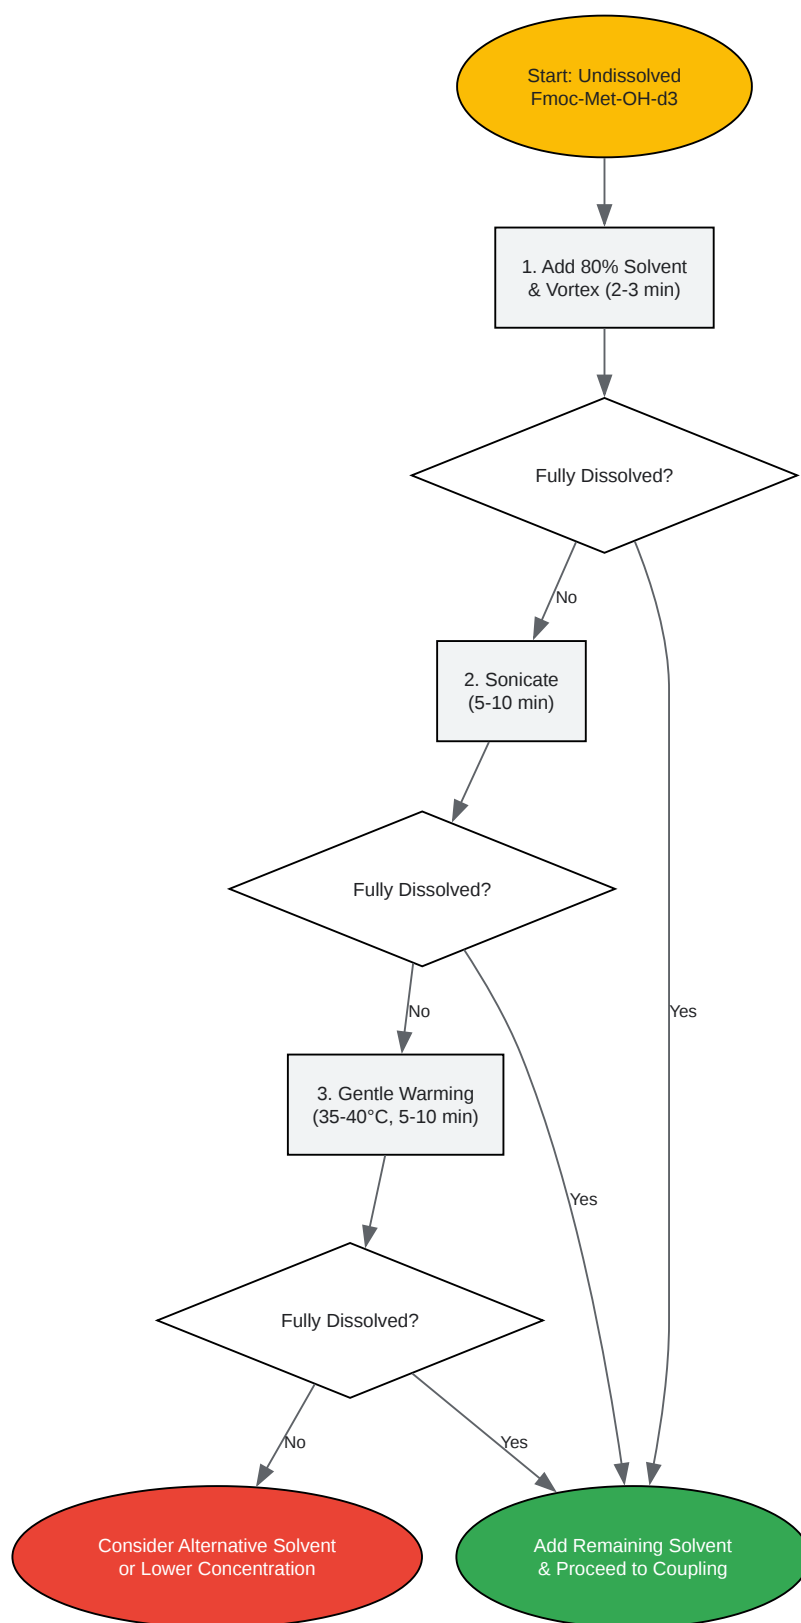 Start: Undissolved
Fmoc-Met-OH-d3
1. Add 80% Solvent
& Vortex (2-3 min)
Fully Dissolved?
No
2. Sonicate
(5-10 min)
Fully Dissolved?
No
Yes
3. Gentle Warming
(35-40°C, 5-10 min)
Yes
Fully Dissolved?
No
Yes
Consider Alternative Solvent
or Lower Concentration
Add Remaining Solvent
& Proceed to Coupling